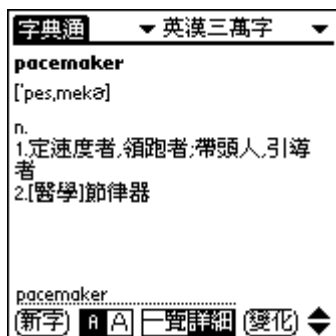 字典通 英漢三萬字
pacemaker
['pes,mekɚ]
n.
1.定速度者,領跑者;帶頭人,引導
者
2.[醫學]節律器
pacemaker
(新字) A A 一覽 詳細 (變化)